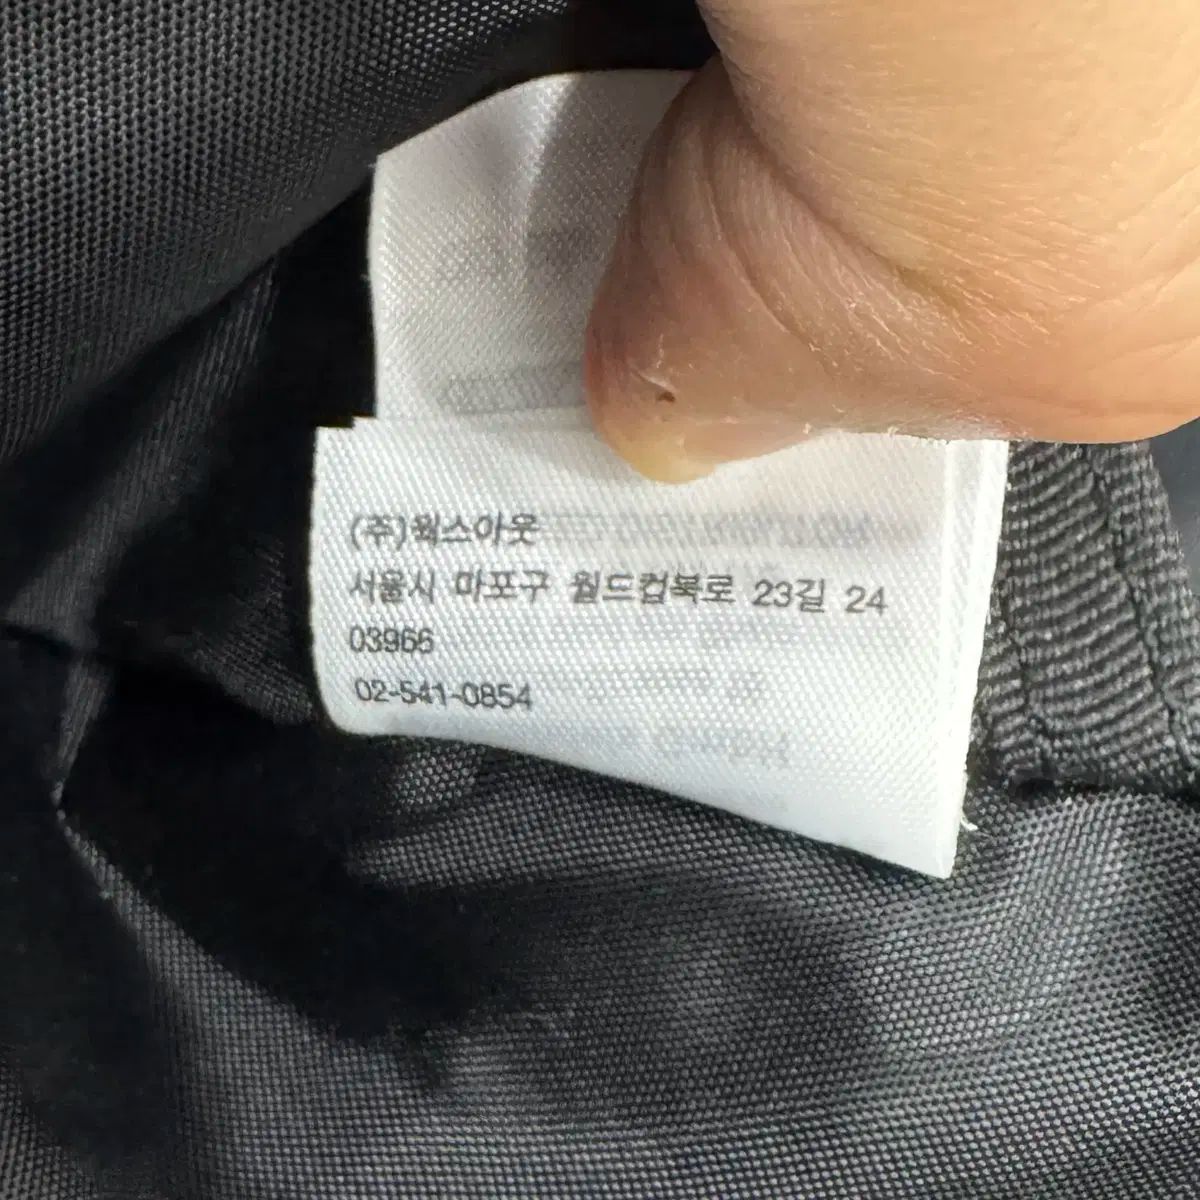 (주)웍스아웃
서울시 마포구 월드컵북로 23길 24
03966
02-541-0854